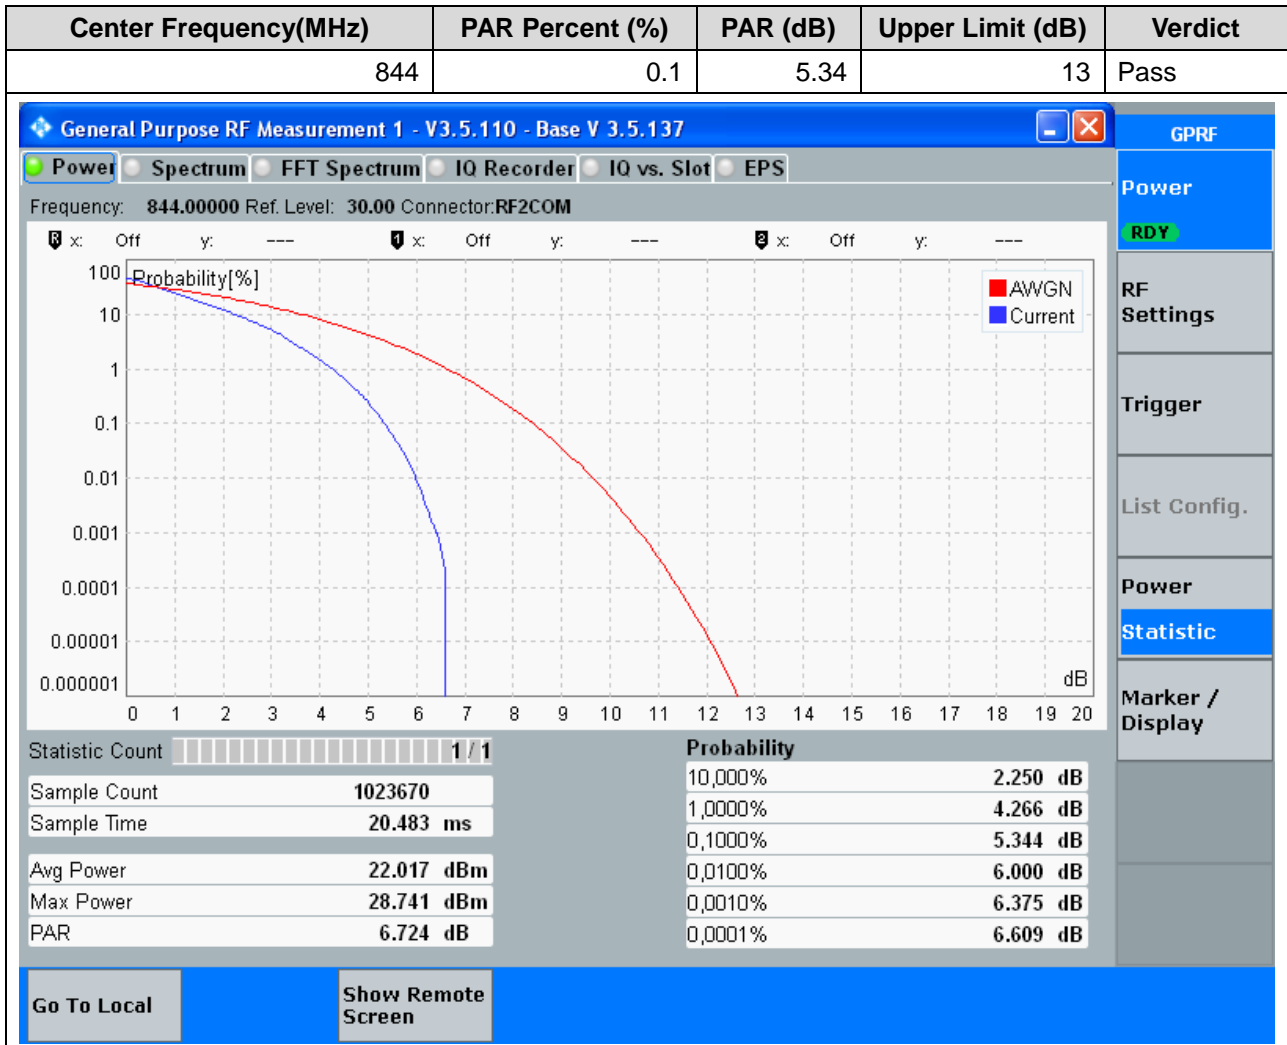 Center Frequency(MHz) PAR Percent (%) PAR (dB) Upper Limit (dB) Verdict
844 0.1 5.34 13 Pass
General Purpose RF Measurement 1 - V3.5.110 - Base V 3.5.137
GPRF
Power Spectrum FFT Spectrum IQ Recorder IQ vs. Slot EPS
Power
RDY
Frequency: 844.00000 Ref. Level: 30.00 Connector:RF2COM
R x: Off y: --- 1 x: Off y: --- 2 x: Off y: ---
Probability[%]
AWGN
Current
100
10
1
0.1
0.01
0.001
0.0001
0.00001
0.000001
dB
0 1 2 3 4 5 6 7 8 9 10 11 12 13 14 15 16 17 18 19 20
RF
Settings
Trigger
List Config.
Power
Statistic
Marker /
Display
Statistic Count 1 / 1
Sample Count 1023670
Sample Time 20.483 ms
Avg Power 22.017 dBm
Max Power 28.741 dBm
PAR 6.724 dB
Probability
10,000% 2.250 dB
1,0000% 4.266 dB
0,1000% 5.344 dB
0,0100% 6.000 dB
0,0010% 6.375 dB
0,0001% 6.609 dB
Go To Local
Show Remote
Screen